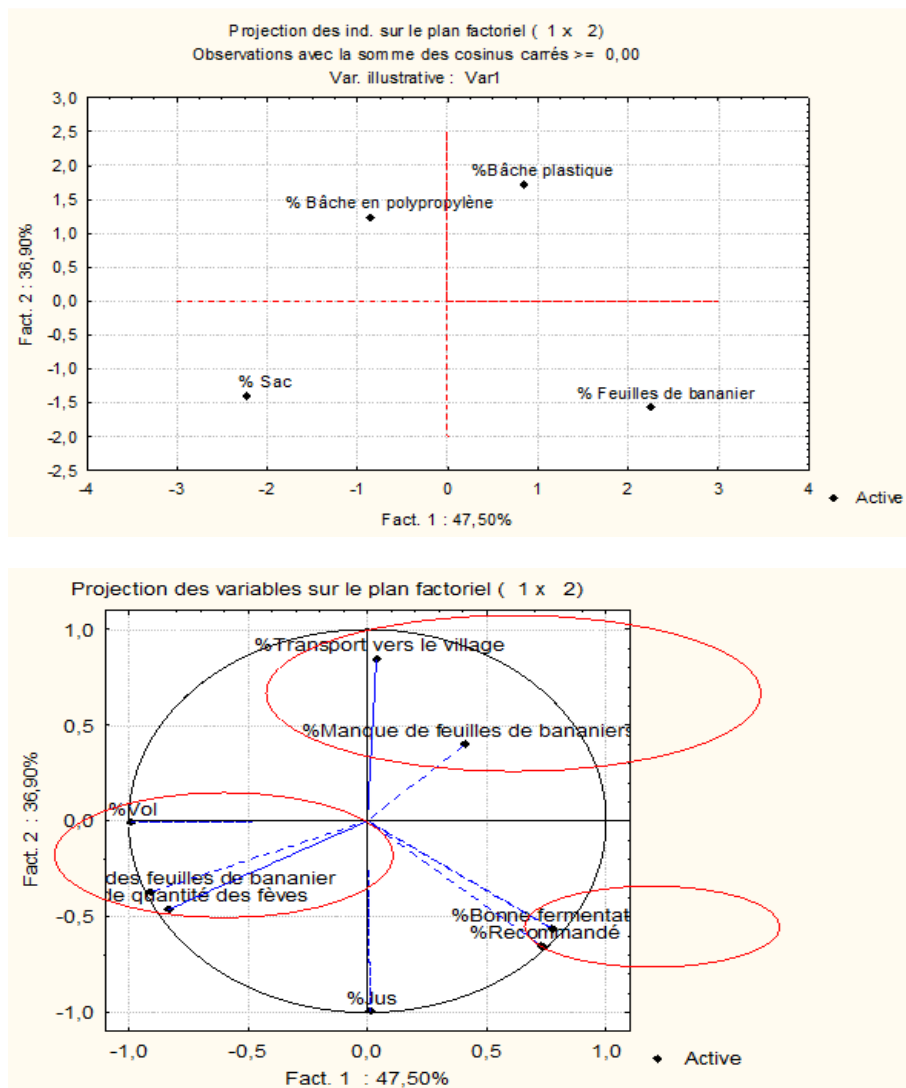 Projection des ind. sur le plan factoriel ( 1 x 2)
Observations avec la somme des cosinus carrés >= 0,00
Var. illustrative : Var1
3,0
2,5
2,0
1,5
1,0
0,5
0,0
-0,5
-1,0
-1,5
-2,0
-2,5
Fact. 2 : 36,90%
%Bâche plastique
% Bâche en polypropylène
% Sac
% Feuilles de bananier
-4 -3 -2 -1 0 1 2 3 4
Active
Fact. 1 : 47,50%
Projection des variables sur le plan factoriel ( 1 x 2)
1,0
0,5
0,0
-0,5
-1,0
Fact. 2 : 36,90%
%Transport vers le village
%Manque de feuilles de bananiers
%Vol
des feuilles de bananier
de quantité des fèves
%Bonne fermentat
%Recommandé
%Jus
-1,0 -0,5 0,0 0,5 1,0
Active
Fact. 1 : 47,50%